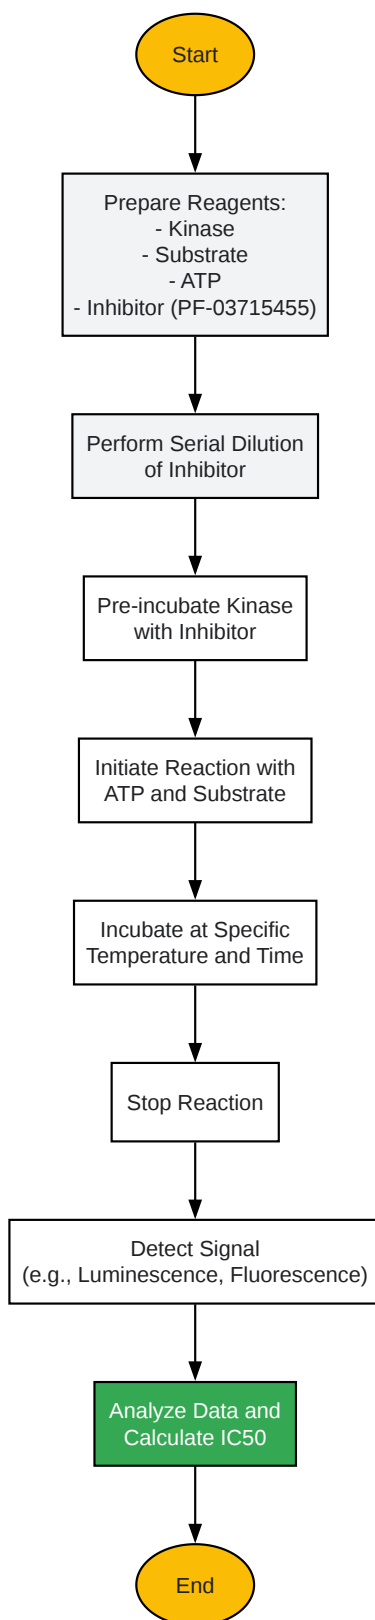 Start
Prepare Reagents:
- Kinase
- Substrate
- ATP
- Inhibitor (PF-03715455)
Perform Serial Dilution
of Inhibitor
Pre-incubate Kinase
with Inhibitor
Initiate Reaction with
ATP and Substrate
Incubate at Specific
Temperature and Time
Stop Reaction
Detect Signal
(e.g., Luminescence, Fluorescence)
Analyze Data and
Calculate IC50
End